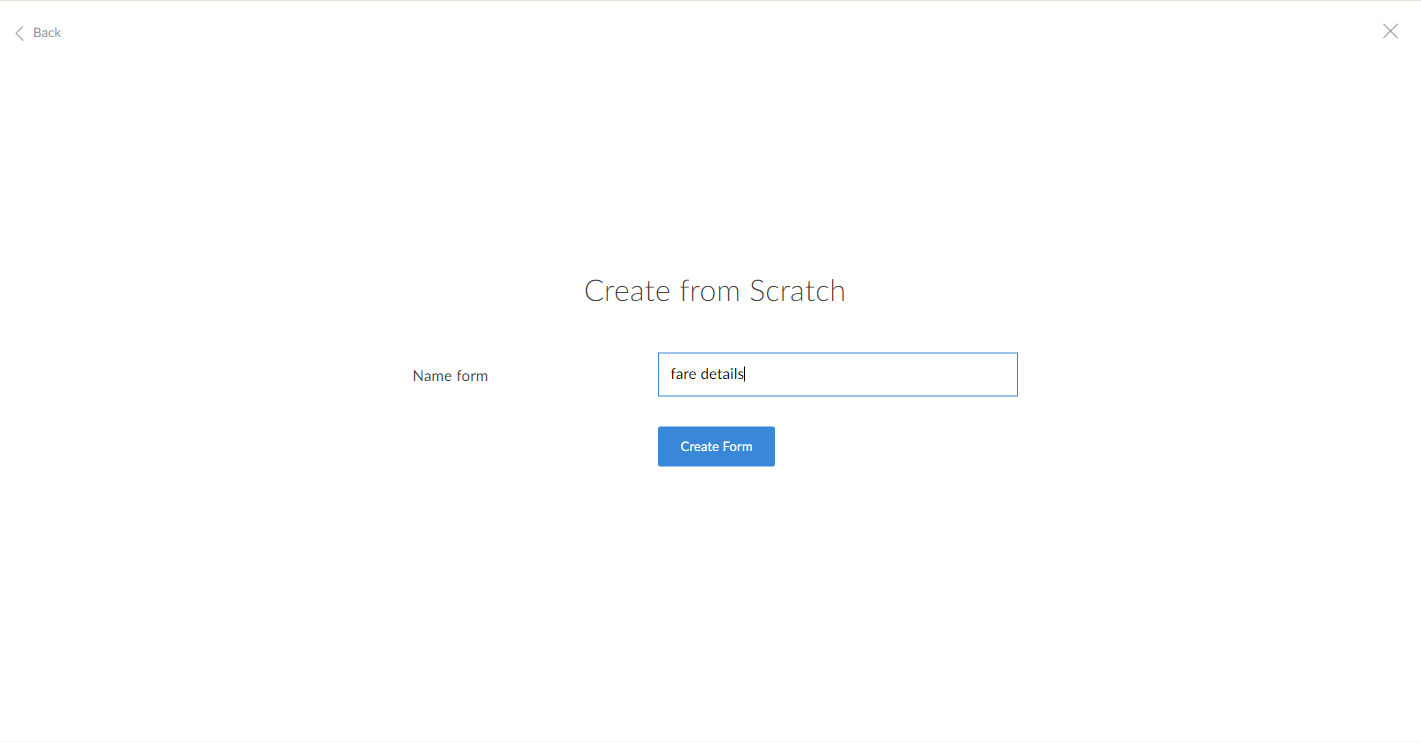 Back
Create from Scratch
Name form
fare details
Create Form